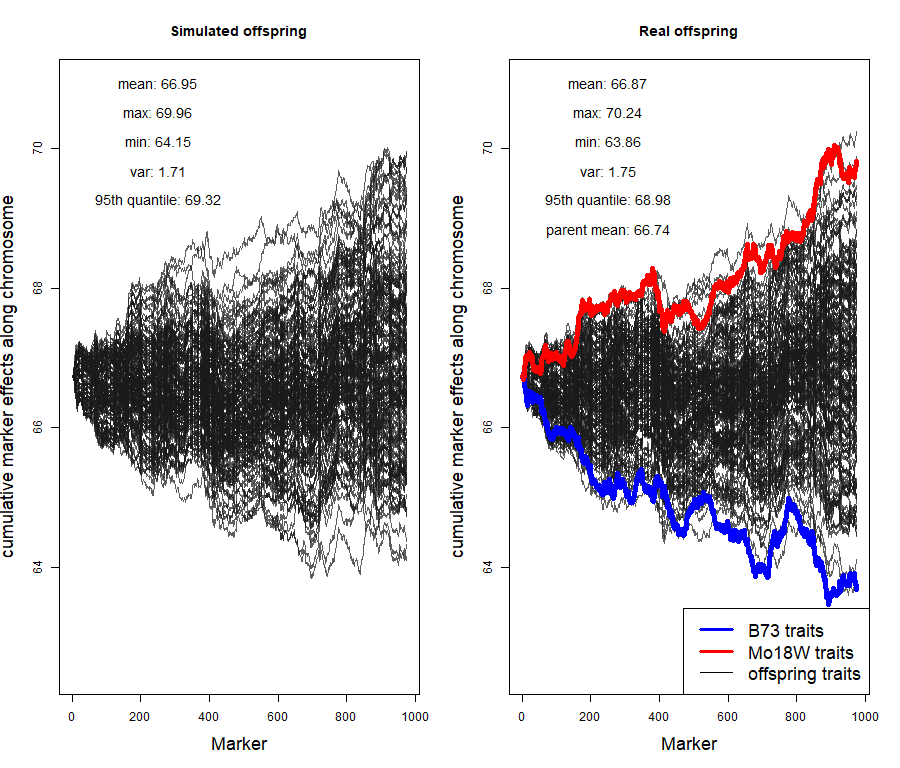 Simulated offspring
mean: 66.95
max: 69.96
min: 64.15
var: 1.71
95th quantile: 69.32
cumulative marker effects along chromosome
70
68
66
64
0 200 400 600 800 1000
Marker
Real offspring
mean: 66.87
max: 70.24
min: 63.86
var: 1.75
95th quantile: 68.98
parent mean: 66.74
cumulative marker effects along chromosome
70
68
66
64
B73 traits
Mo18W traits
offspring traits
0 200 400 600 800 1000
Marker